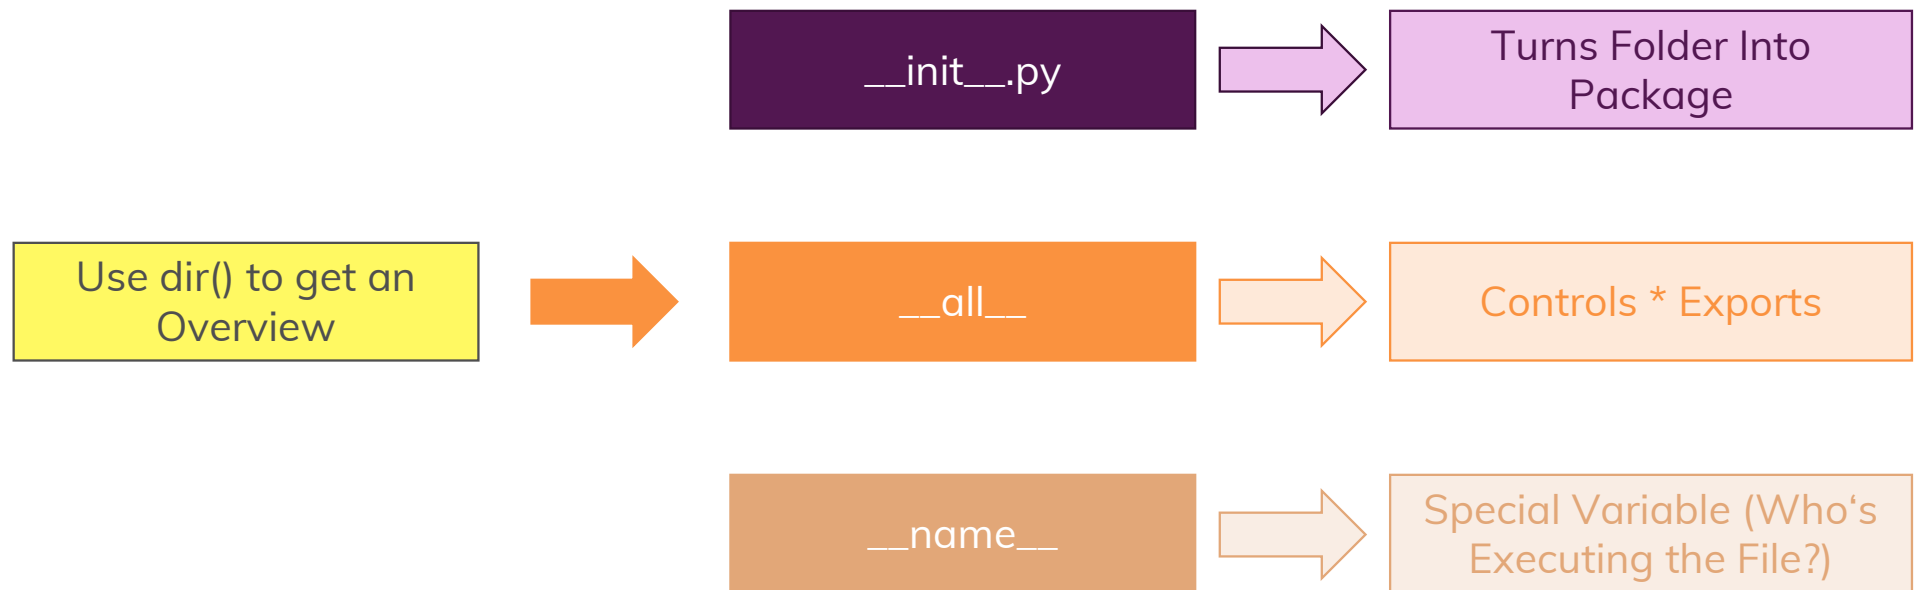 __init__.py
Turns Folder Into
Package
Use dir() to get an
Overview
__all__
Controls * Exports
__name__
Special Variable (Who‘s
Executing the File?)